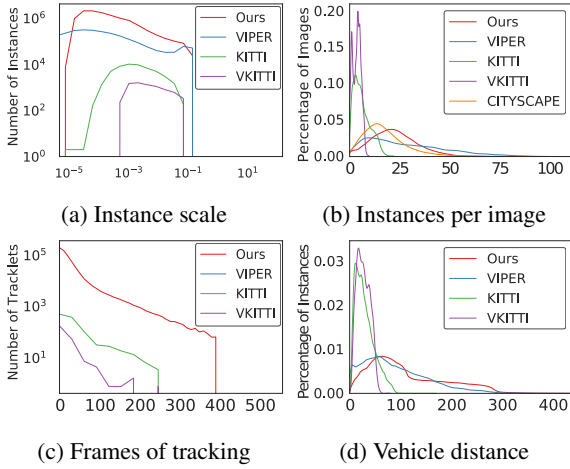 Number of Instances
10^6
10^4
10^2
10^0
10^-5
10^-3
10^-1
10^1
Ours
VIPER
KITTI
VKITTI
(a) Instance scale
Percentage of Images
0.20
0.15
0.10
0.05
0.00
0
25
50
75
100
Ours
VIPER
KITTI
VKITTI
CITYSCAPE
(b) Instances per image
Number of Tracklets
10^5
10^3
10^1
0
100
200
300
400
500
Ours
VIPER
KITTI
VKITTI
(c) Frames of tracking
Percentage of Instances
0.03
0.02
0.01
0.00
0
100
200
300
400
Ours
VIPER
KITTI
VKITTI
(d) Vehicle distance